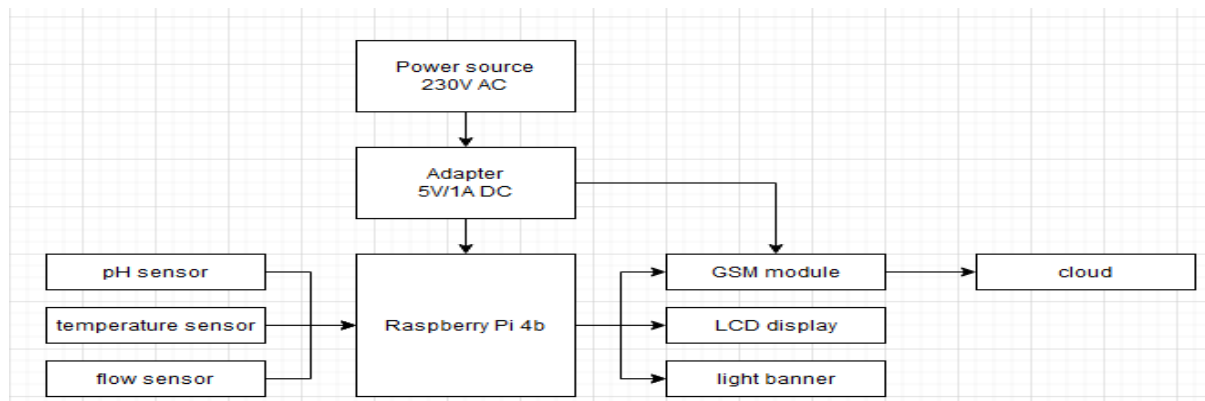 Power source
230V AC
Adapter
5V/1A DC
pH sensor
GSM module
cloud
temperature sensor
Raspberry Pi 4b
LCD display
flow sensor
light banner